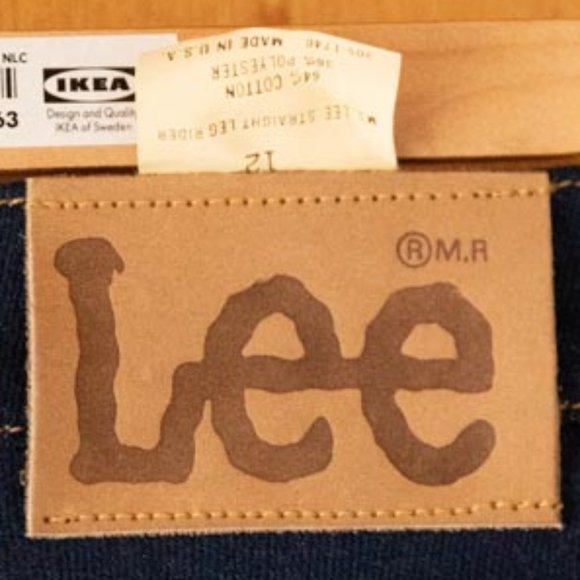 NLC
IKEA
Design and Quality
IKEA of Sweden
63
12
M.S. LEE STRAIGHT LEG RIDER
64% COTTON
36% POLYESTER
MADE IN U.S.A
® M.R
Lee